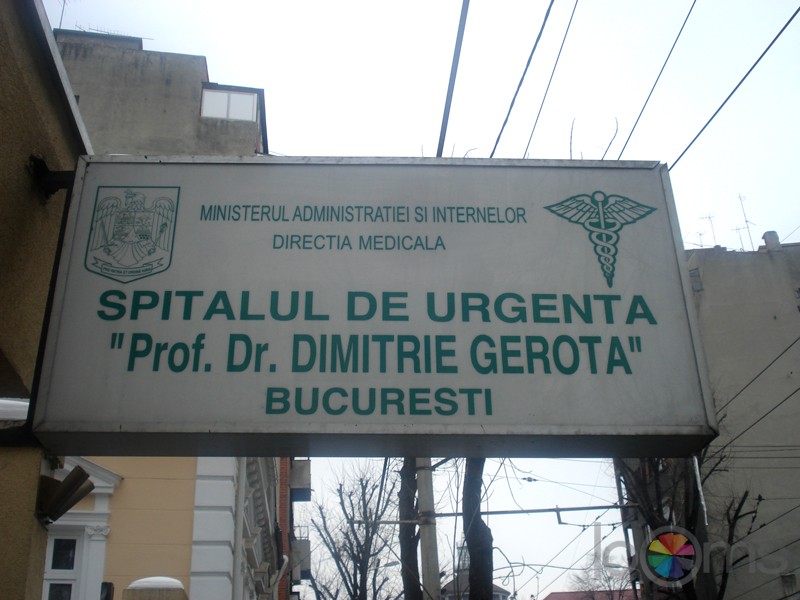 MINISTERUL ADMINISTRATIEI SI INTERNELOR
DIRECTIA MEDICALA
SPITALUL DE URGENTA
"Prof. Dr. DIMITRIE GEROTA"
BUCURESTI